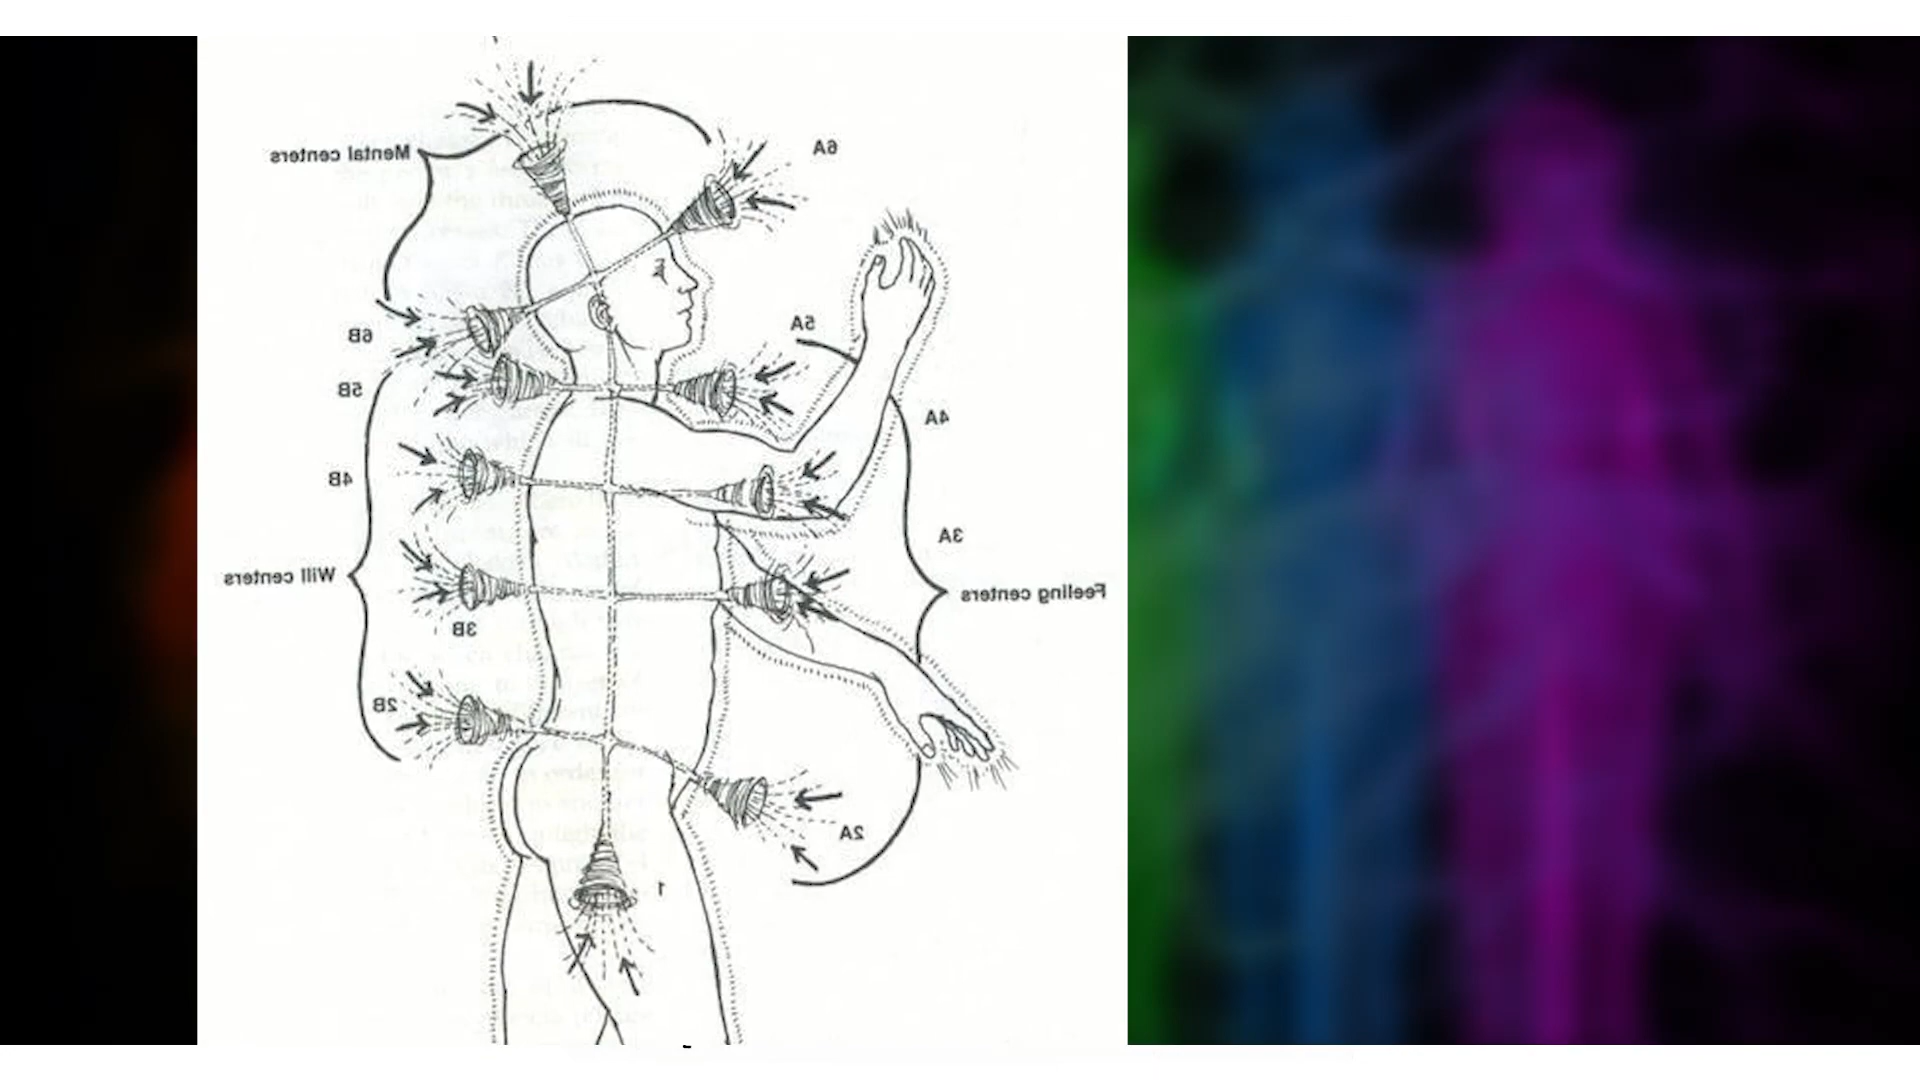 Mental centers
6A
6B
5A
5B
4A
4B
3A
Will centers
Feeling centers
3B
2B
2A
1